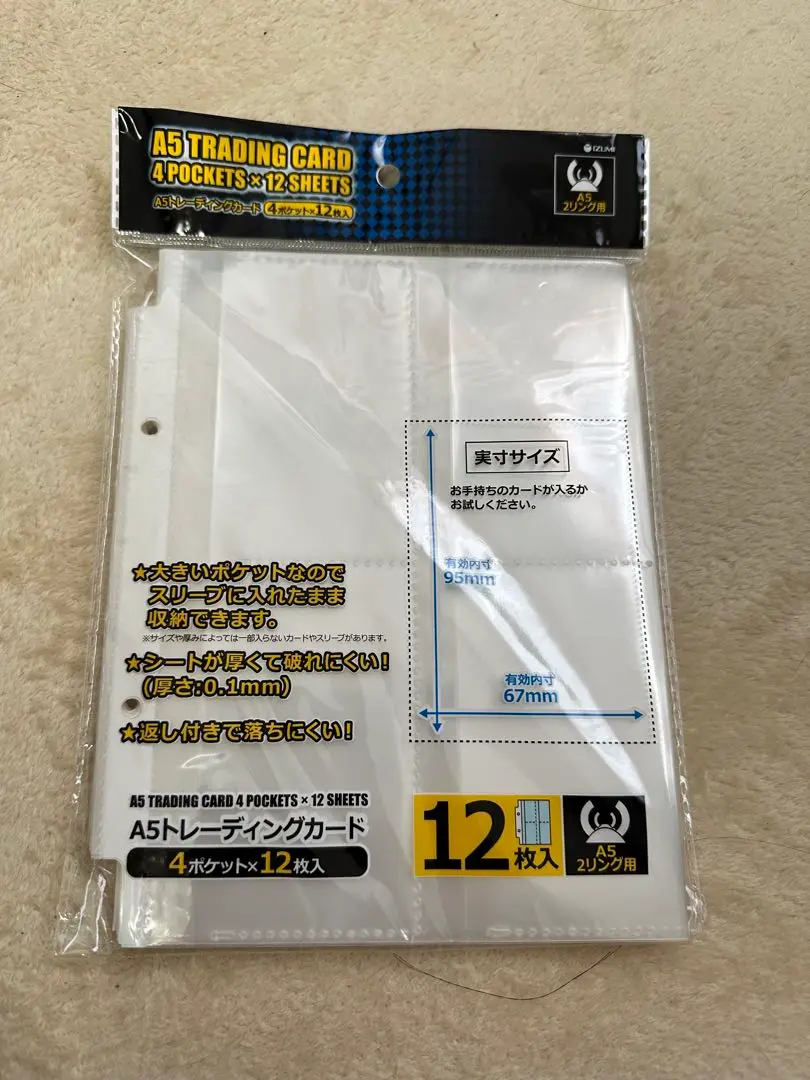 A5 TRADING CARD
4 POCKETS × 12 SHEETS
A5トレーディングカード 4ポケット×12枚入
IZUMI
A5
2リング用
実寸サイズ
お手持ちのカードが入るか
お試しください。
有効内寸
95mm
★大きいポケットなので
スリーブに入れたまま
収納できます。
※サイズや厚みによっては一部入らないカードやスリーブがあります。
★シートが厚くて破れにくい!
(厚さ:0.1mm)
有効内寸
67mm
★返し付きで落ちにくい!
A5 TRADING CARD 4 POCKETS × 12 SHEETS
A5トレーディングカード
4ポケット×12枚入
12枚入
A5
2リング用